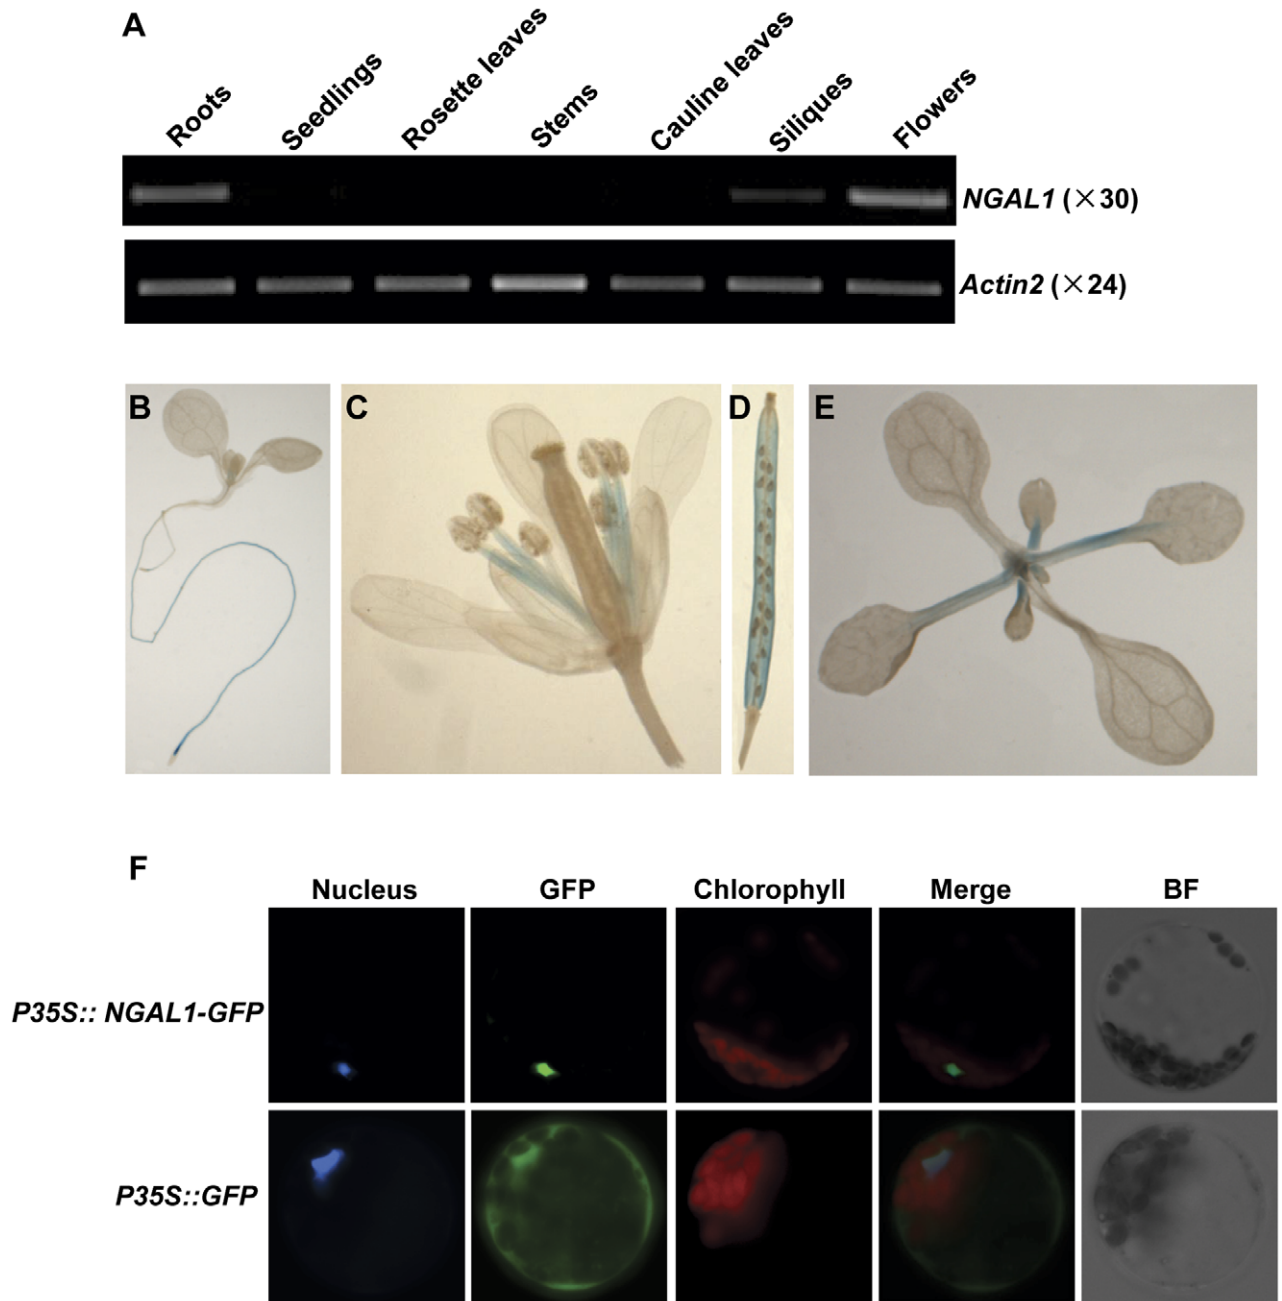 A
Roots
Seedlings
Rosette leaves
Stems
Cauline leaves
Siliques
Flowers
NGAL1 (×30)
Actin2 (×24)
B
C
D
E
F
Nucleus
GFP
Chlorophyll
Merge
BF
P35S:: NGAL1-GFP
P35S::GFP